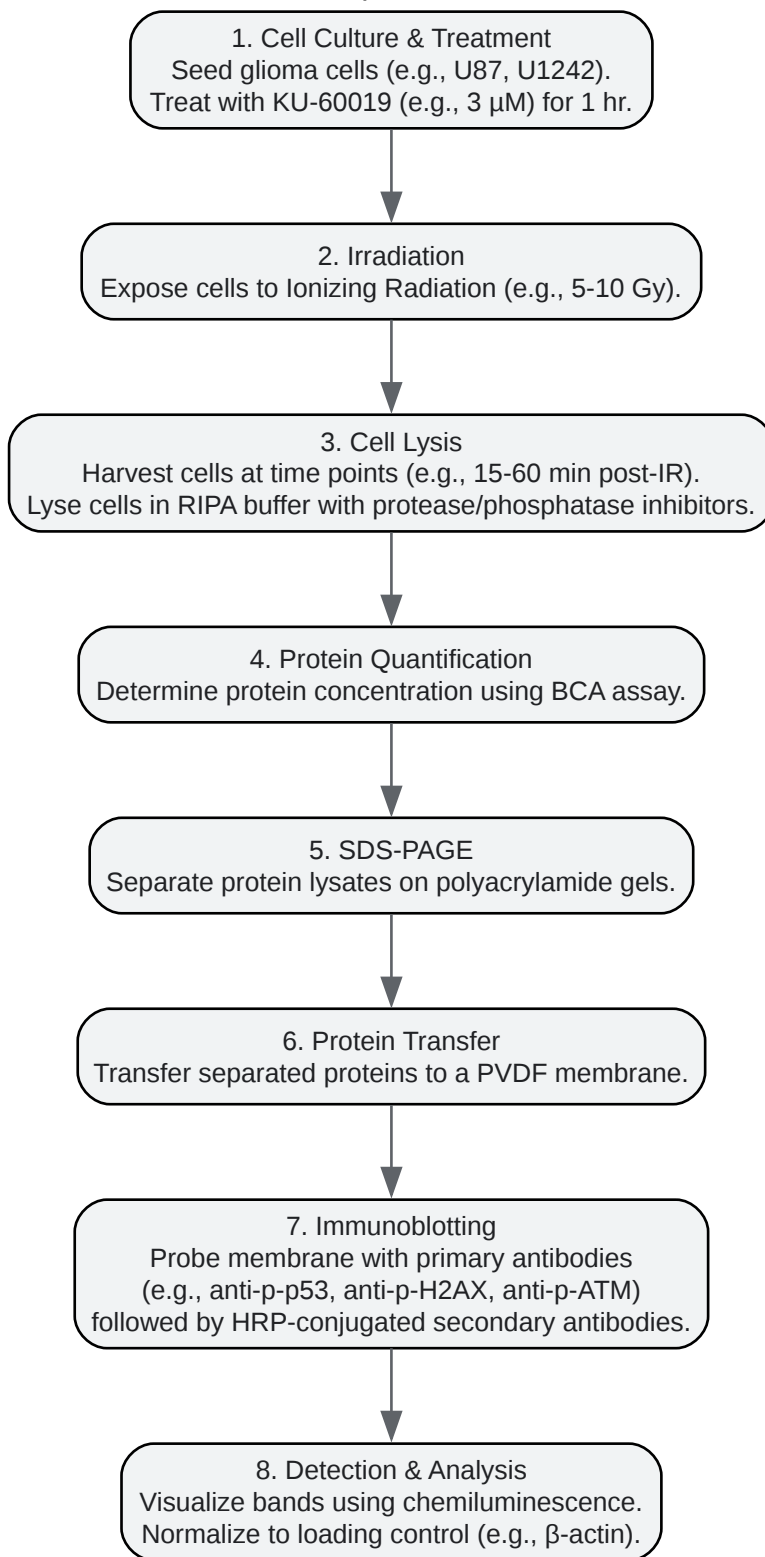 1. Cell Culture & Treatment
Seed glioma cells (e.g., U87, U1242).
Treat with KU-60019 (e.g., 3 µM) for 1 hr.
2. Irradiation
Expose cells to Ionizing Radiation (e.g., 5-10 Gy).
3. Cell Lysis
Harvest cells at time points (e.g., 15-60 min post-IR).
Lyse cells in RIPA buffer with protease/phosphatase inhibitors.
4. Protein Quantification
Determine protein concentration using BCA assay.
5. SDS-PAGE
Separate protein lysates on polyacrylamide gels.
6. Protein Transfer
Transfer separated proteins to a PVDF membrane.
7. Immunoblotting
Probe membrane with primary antibodies
(e.g., anti-p-p53, anti-p-H2AX, anti-p-ATM)
followed by HRP-conjugated secondary antibodies.
8. Detection & Analysis
Visualize bands using chemiluminescence.
Normalize to loading control (e.g., β-actin).